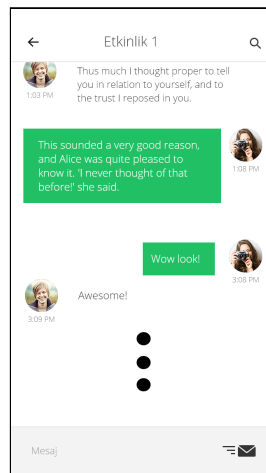 Etkinlik 1
Thus much I thought proper to tell
you in relation to yourself, and to
the trust I reposed in you.
1:03 PM
This sounded a very good reason,
and Alice was quite pleased to
know it. 'I never thought of that
before!' she said.
1:08 PM
Wow look!
3:08 PM
Awesome!
3:09 PM
Mesaj